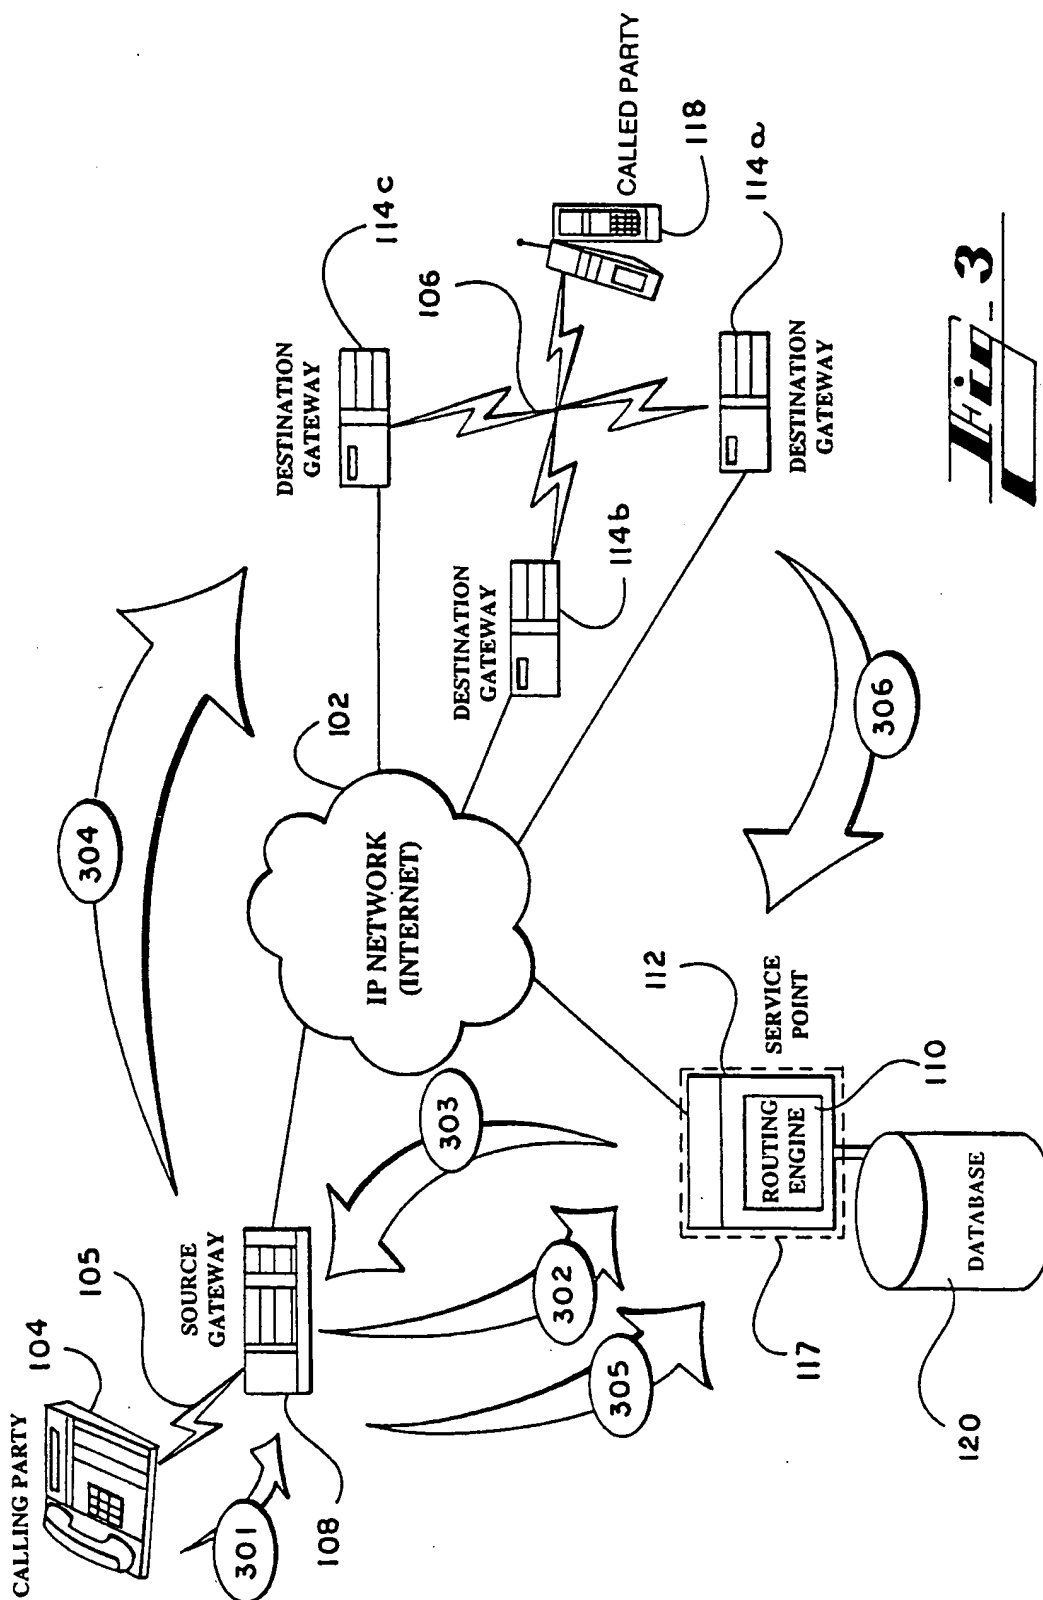 CALLING PARTY
104
105
301
108
SOURCE
GATEWAY
304
302
305
303
102
IP NETWORK
(INTERNET)
DESTINATION
GATEWAY
114c
106
DESTINATION
GATEWAY
114b
CALLED PARTY
118
114a
DESTINATION
GATEWAY
306
112
SERVICE
POINT
ROUTING
ENGINE
110
117
DATABASE
120
Fig. 3